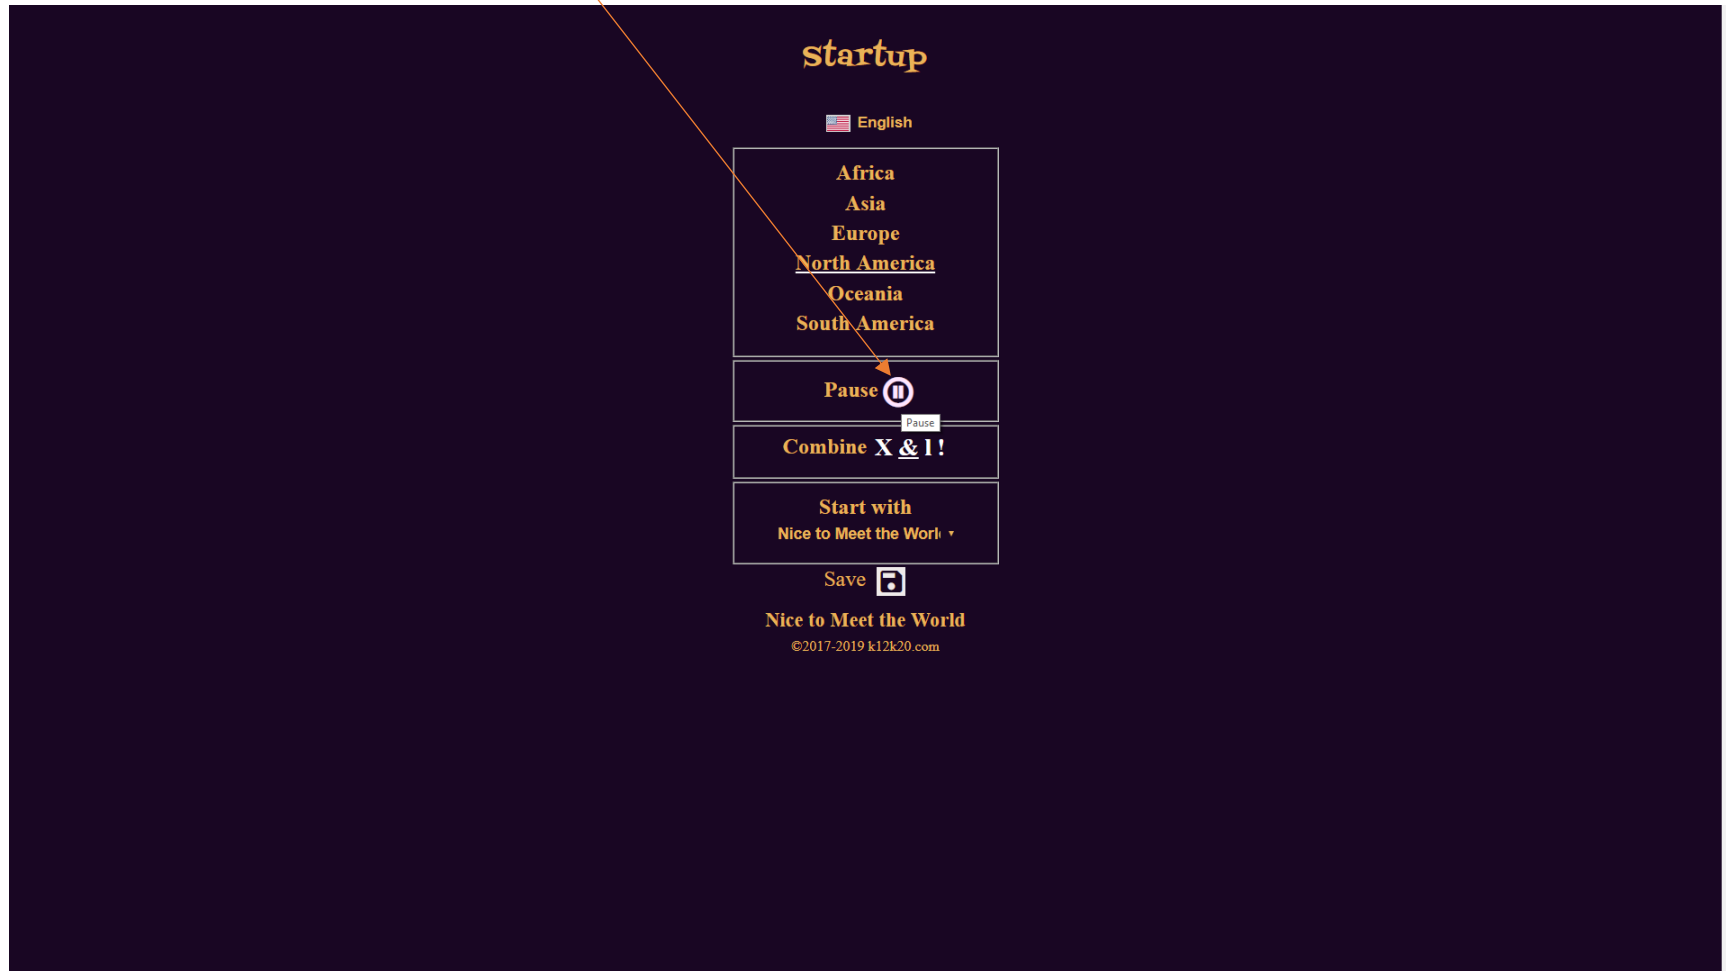 startup
English
Africa
Asia
Europe
North America
Oceania
South America
Pause
Pause
Combine X & l !
Start with
Nice to Meet the Worl
Save
Nice to Meet the World
©2017-2019 k12k20.com